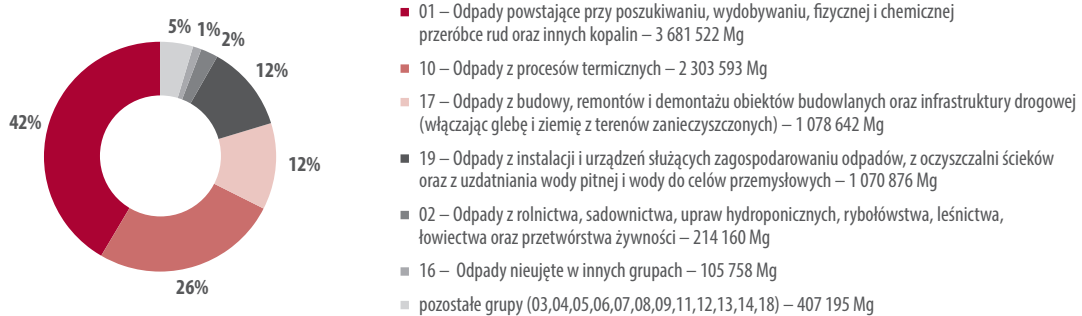 5%
1%
2%
12%
12%
26%
42%
01 – Odpady powstające przy poszukiwaniu, wydobywaniu, fizycznej i chemicznej
przeróbce rud oraz innych kopalin – 3 681 522 Mg
10 – Odpady z procesów termicznych – 2 303 593 Mg
17 – Odpady z budowy, remontów i demontażu obiektów budowlanych oraz infrastruktury drogowej
(włączając glebę i ziemię z terenów zanieczyszczonych) – 1 078 642 Mg
19 – Odpady z instalacji i urządzeń służących zagospodarowaniu odpadów, z oczyszczalni ścieków
oraz z uzdatniania wody pitnej i wody do celów przemysłowych – 1 070 876 Mg
02 – Odpady z rolnictwa, sadownictwa, upraw hydroponicznych, rybołówstwa, leśnictwa,
łowiectwa oraz przetwórstwa żywności – 214 160 Mg
16 – Odpady nieujęte w innych grupach – 105 758 Mg
pozostałe grupy (03,04,05,06,07,08,09,11,12,13,14,18) – 407 195 Mg